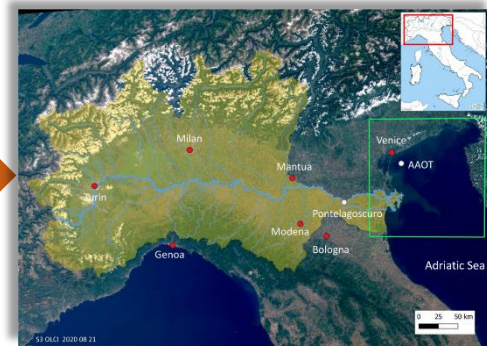 Milan
Venice
AAOT
Mantua
Turin
Pontelagoscuro
Modena
Bologna
Genoa
Adriatic Sea
0 25 50 km
S3 OLCI 2020 08 21